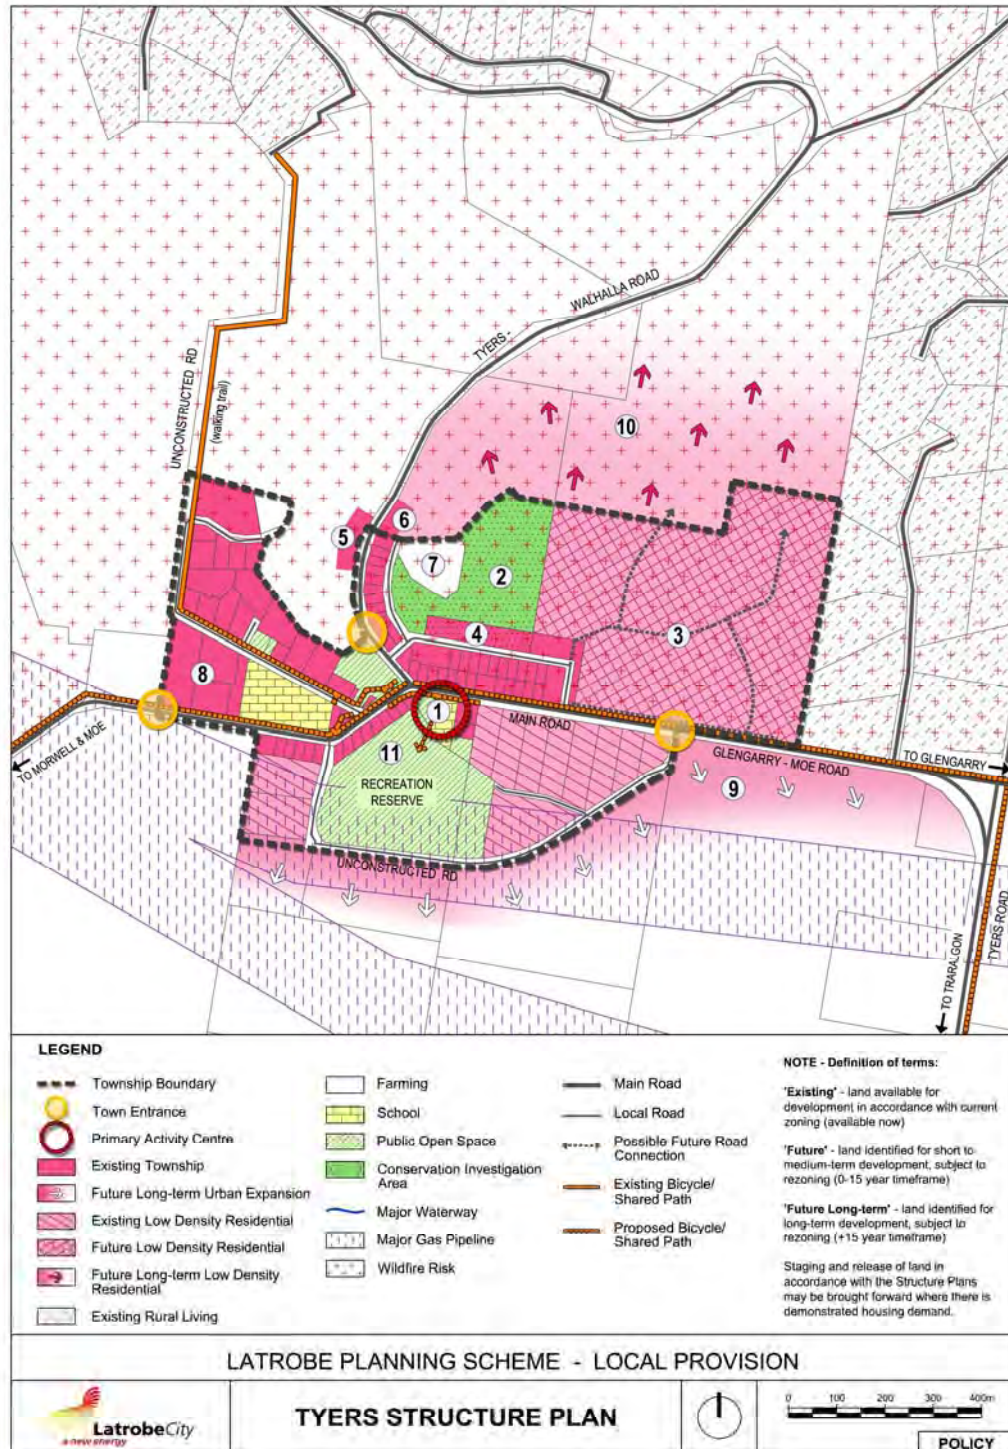 WALHALLA ROAD
TYERS -
UNCONSTRUCTED RD
(walking trail)
10
5
6
7
2
4
3
8
1
MAIN ROAD
11
RECREATION
RESERVE
TO MORWELL & MOE
GLENGARRY - MOE ROAD
TO GLENGARRY
9
UNCONSTRUCTED RD
TYERS ROAD
TO TRARALGON
LEGEND
Township Boundary
Town Entrance
Primary Activity Centre
Existing Township
Future Long-term Urban Expansion
Existing Low Density Residential
Future Low Density Residential
Future Long-term Low Density
Residential
Existing Rural Living
Farming
School
Public Open Space
Conservation Investigation
Area
Major Waterway
Major Gas Pipeline
Wildfire Risk
Main Road
Local Road
Possible Future Road
Connection
Existing Bicycle/
Shared Path
Proposed Bicycle/
Shared Path
NOTE - Definition of terms:
'Existing' - land available for
development in accordance with current
zoning (available now)
'Future' - land identified for short to
medium-term development, subject to
rezoning (0-15 year timeframe)
'Future Long-term' - land identified for
long-term development, subject to
rezoning (+15 year timeframe)
Staging and release of land in
accordance with the Structure Plans
may be brought forward where there is
demonstrated housing demand.
LATROBE PLANNING SCHEME - LOCAL PROVISION
LatrobeCity
a new energy
TYERS STRUCTURE PLAN
0 100 200 300 400m
POLICY